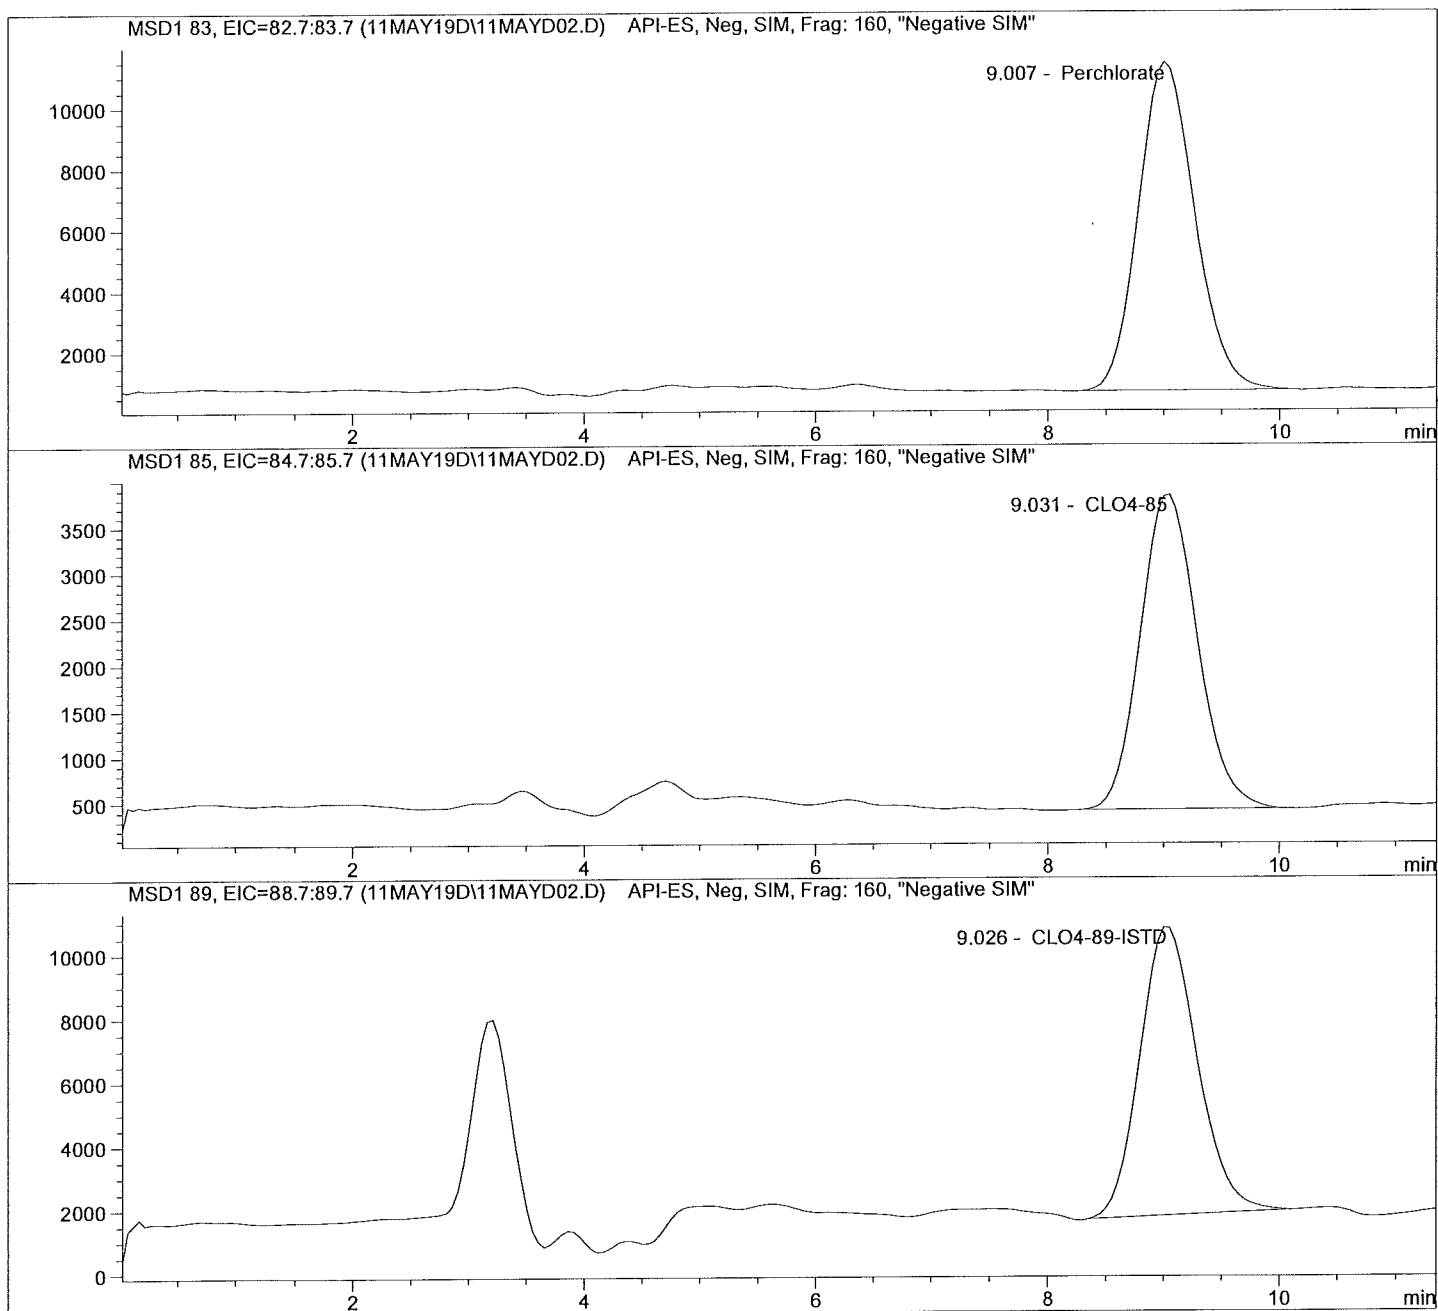 MSD1 83, EIC=82.7:83.7 (11MAY19D\11MAYD02.D) API-ES, Neg, SIM, Frag: 160, "Negative SIM"
9.007 - Perchlorate
10000
8000
6000
4000
2000
2 4 6 8 10 min
MSD1 85, EIC=84.7:85.7 (11MAY19D\11MAYD02.D) API-ES, Neg, SIM, Frag: 160, "Negative SIM"
9.031 - CLO4-85
3500
3000
2500
2000
1500
1000
500
2 4 6 8 10 min
MSD1 89, EIC=88.7:89.7 (11MAY19D\11MAYD02.D) API-ES, Neg, SIM, Frag: 160, "Negative SIM"
9.026 - CLO4-89-ISTD
10000
8000
6000
4000
2000
0
2 4 6 8 10 min